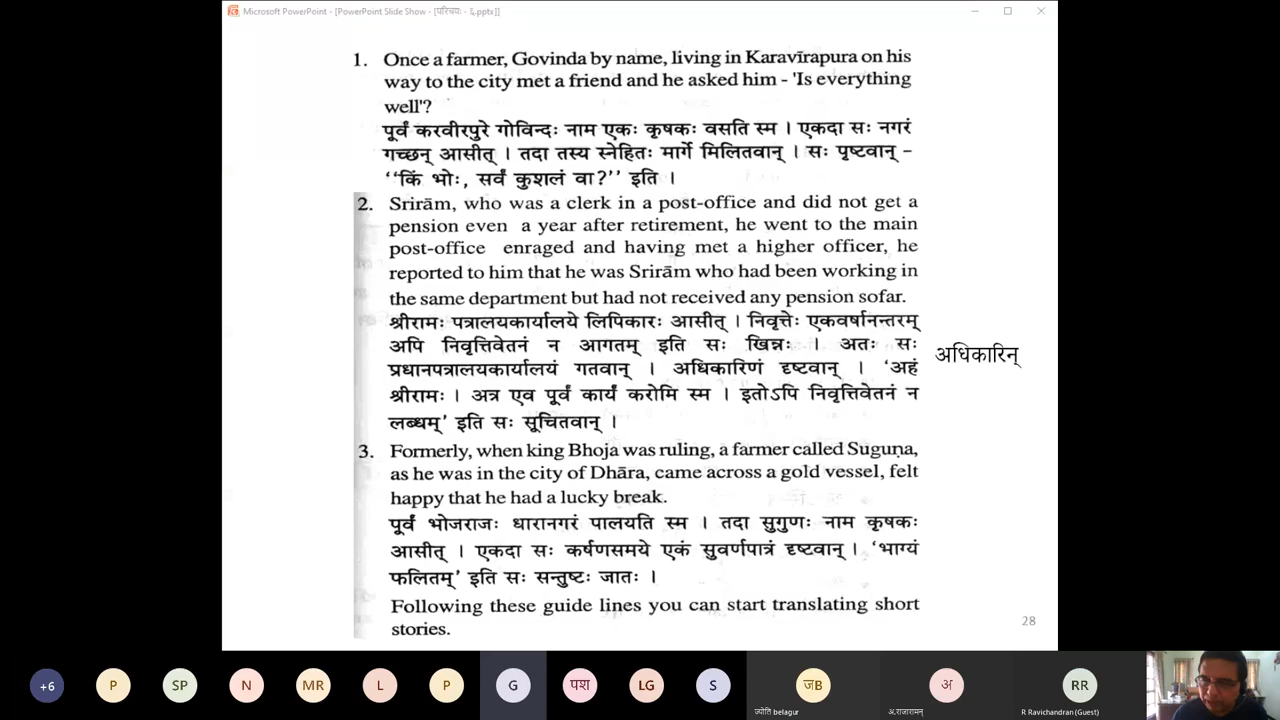 Microsoft PowerPoint - [PowerPoint Slide Show - [परिचयः - ६.pptx]]
1. Once a farmer, Govinda by name, living in Karavīrapura on his
way to the city met a friend and he asked him - 'Is everything
well'?
पूर्वं करवीरपुरे गोविन्दः नाम एकः कृषकः वसति स्म । एकदा सः नगरं
गच्छन् आसीत् । तदा तस्य स्नेहितः मार्गे मिलितवान् । सः पृष्टवान् –
‘‘किं भोः, सर्वं कुशलं वा?’’ इति ।
2. Srirām, who was a clerk in a post-office and did not get a
pension even a year after retirement, he went to the main
post-office enraged and having met a higher officer, he
reported to him that he was Srirām who had been working in
the same department but had not received any pension sofar.
श्रीरामः पत्रालयकार्यालये लिपिकारः आसीत् । निवृत्तेः एकवर्षानन्तरम्
अपि निवृत्तिवेतनं न आगतम् इति सः खिन्नः । अतः सः
प्रधानपत्रालयकार्यालयं गतवान् । अधिकारिणं दृष्टवान् । ‘अहं
अधिकारिन्
श्रीरामः । अत्र एव पूर्वं कार्यं करोमि स्म । इतोऽपि निवृत्तिवेतनं न
लब्धम्’ इति सः सूचितवान् ।
3. Formerly, when king Bhoja was ruling, a farmer called Suguṇa,
as he was in the city of Dhāra, came across a gold vessel, felt
happy that he had a lucky break.
पूर्वं भोजराजः धारानगरं पालयति स्म । तदा सुगुणः नाम कृषकः
आसीत् । एकदा सः कर्षणसमये एकं सुवर्णपात्रं दृष्टवान् । ‘भाग्यं
फलितम्’ इति सः सन्तुष्टः जातः ।
Following these guide lines you can start translating short
stories.
28
+6 P SP N MR L P G पश LG S जB अ RR
ज्योति belagur अ.राजारामन् R Ravichandran (Guest)